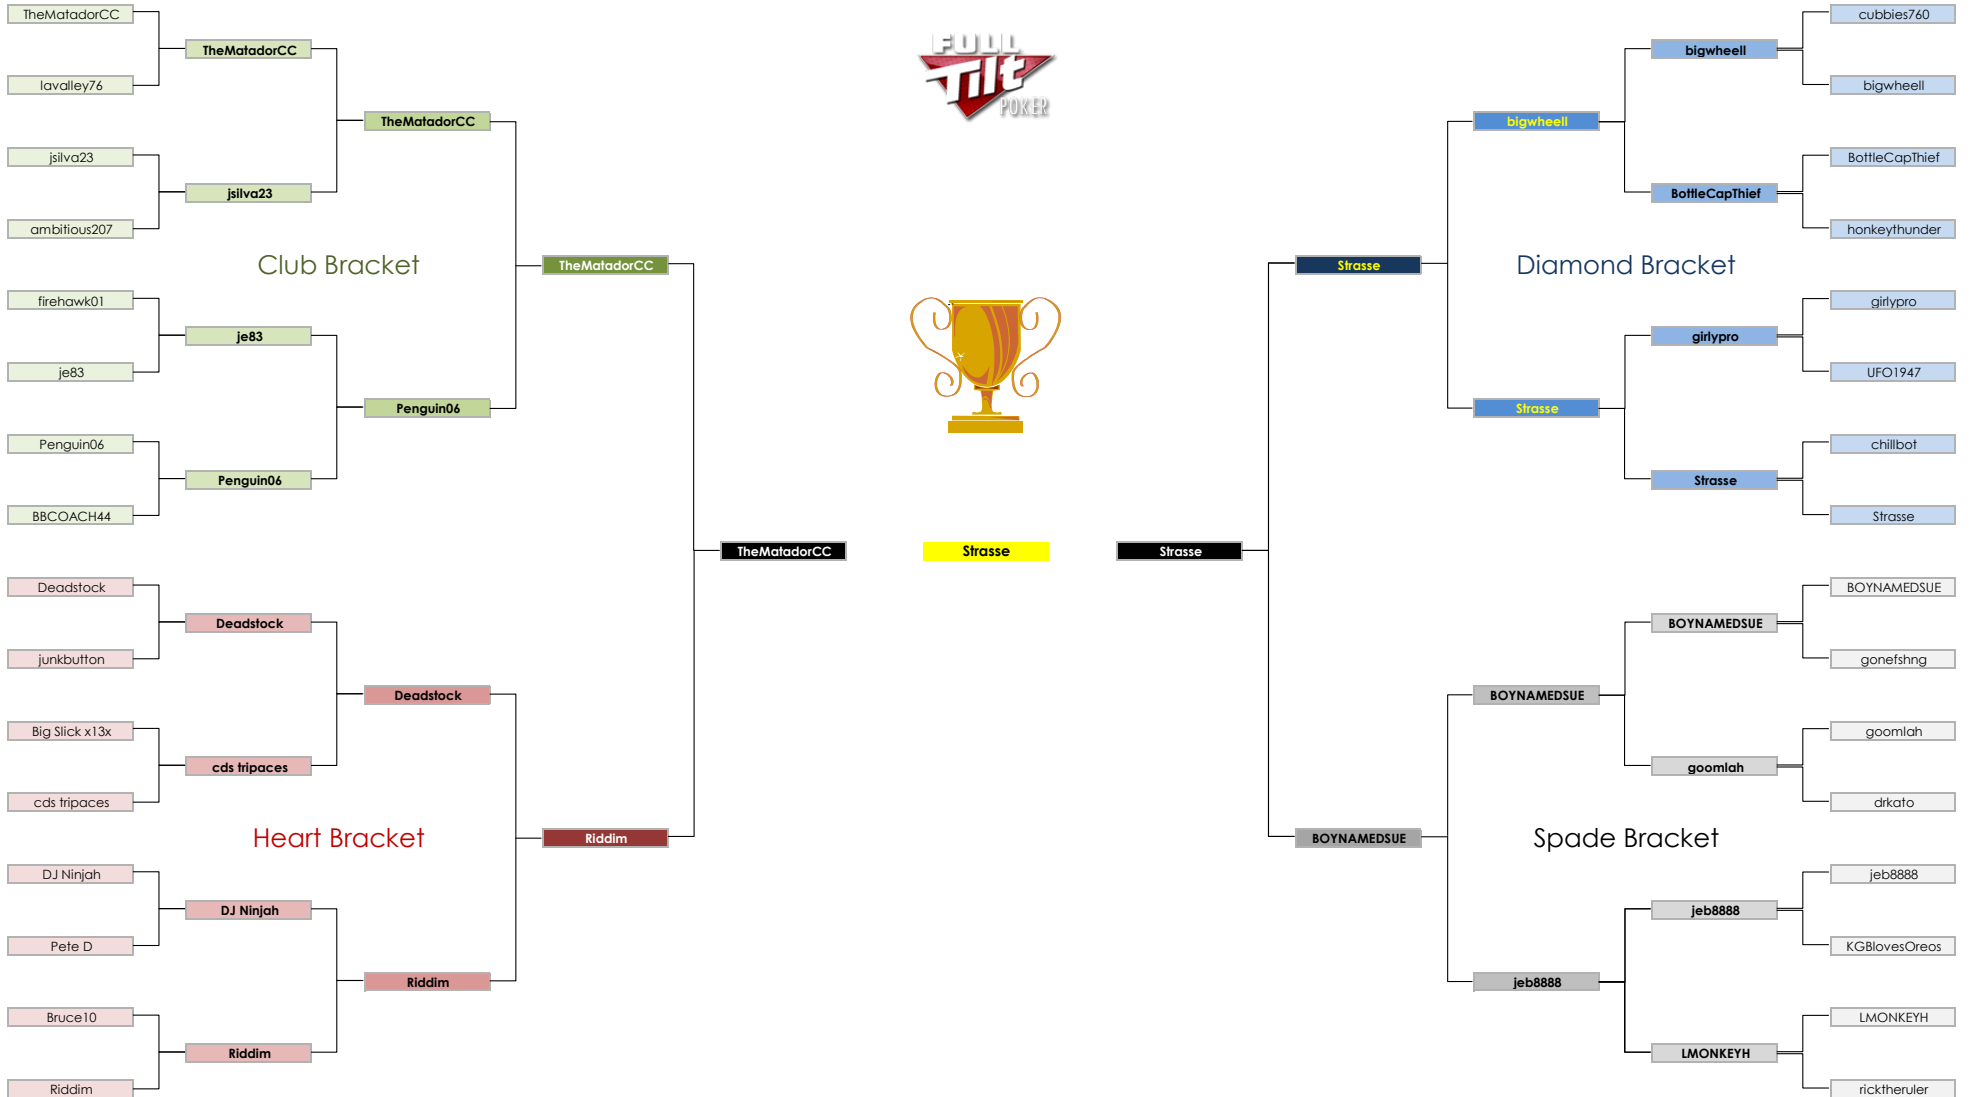 TheMatadorCC
cubbies760
FULL
TheMatadorCC
bigwheell
Tilt
lavalley76
bigwheell
POKER
TheMatadorCC
bigwheell
jsilva23
BottleCapThief
jsilva23
BottleCapThief
ambitious207
honkeythunder
Club Bracket
TheMatadorCC
Strasse
Diamond Bracket
firehawk01
girlypro
je83
girlypro
je83
UFO1947
Penguin06
Strasse
Penguin06
chillbot
Penguin06
Strasse
BBCOACH44
Strasse
TheMatadorCC
Strasse
Strasse
Deadstock
BOYNAMEDSUE
Deadstock
BOYNAMEDSUE
junkbutton
gonefshng
Deadstock
BOYNAMEDSUE
Big Slick x13x
goomlah
cds tripaces
goomlah
cds tripaces
drkato
Heart Bracket
Riddim
BOYNAMEDSUE
Spade Bracket
DJ Ninjah
jeb8888
DJ Ninjah
jeb8888
Pete D
KGBlovesOreos
Riddim
jeb8888
Bruce10
LMONKEYH
Riddim
LMONKEYH
Riddim
ricktheruler